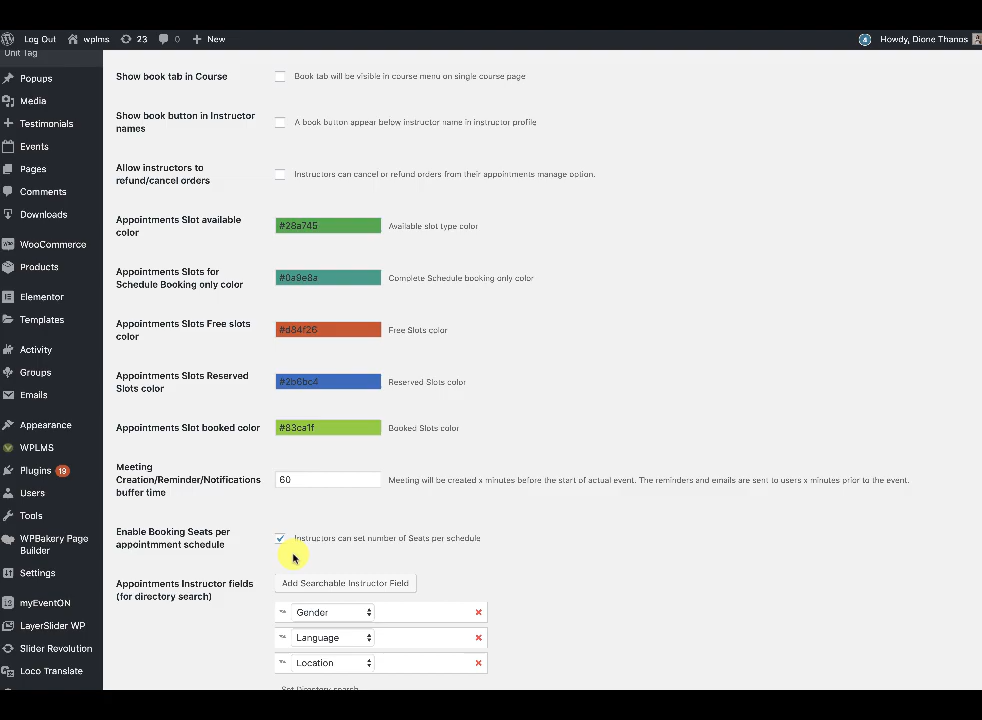 Log Out wplms 23 0 New Howdy, Dione Thanos
Unit Tag
Popups
Media
Testimonials
Events
Pages
Comments
Downloads
WooCommerce
Products
Elementor
Templates
Activity
Groups
Emails
Appearance
WPLMS
Plugins 19
Users
Tools
WPBakery Page
Builder
Settings
myEventON
LayerSlider WP
Slider Revolution
Loco Translate
Show book tab in Course Book tab will be visible in course menu on single course page
Show book button in Instructor
names
A book button appear below instructor name in instructor profile
Allow instructors to
refund/cancel orders
Instructors can cancel or refund orders from their appointments manage option.
Appointments Slot available
color
#28a745 Available slot type color
Appointments Slots for
Schedule Booking only color
#0a9e8a Complete Schedule booking only color
Appointments Slots Free slots
color
#d84f26 Free Slots color
Appointments Slots Reserved
Slots color
#2b6bc4 Reserved Slots color
Appointments Slot booked color #83ca1f Booked Slots color
Meeting
Creation/Reminder/Notifications
buffer time
60 Meeting will be created x minutes before the start of actual event. The reminders and emails are sent to users x minutes prior to the event.
Enable Booking Seats per
appointmment schedule
Instructors can set number of Seats per schedule
Appointments Instructor fields
(for directory search)
Add Searchable Instructor Field
Gender
Language
Location
Set Directory search